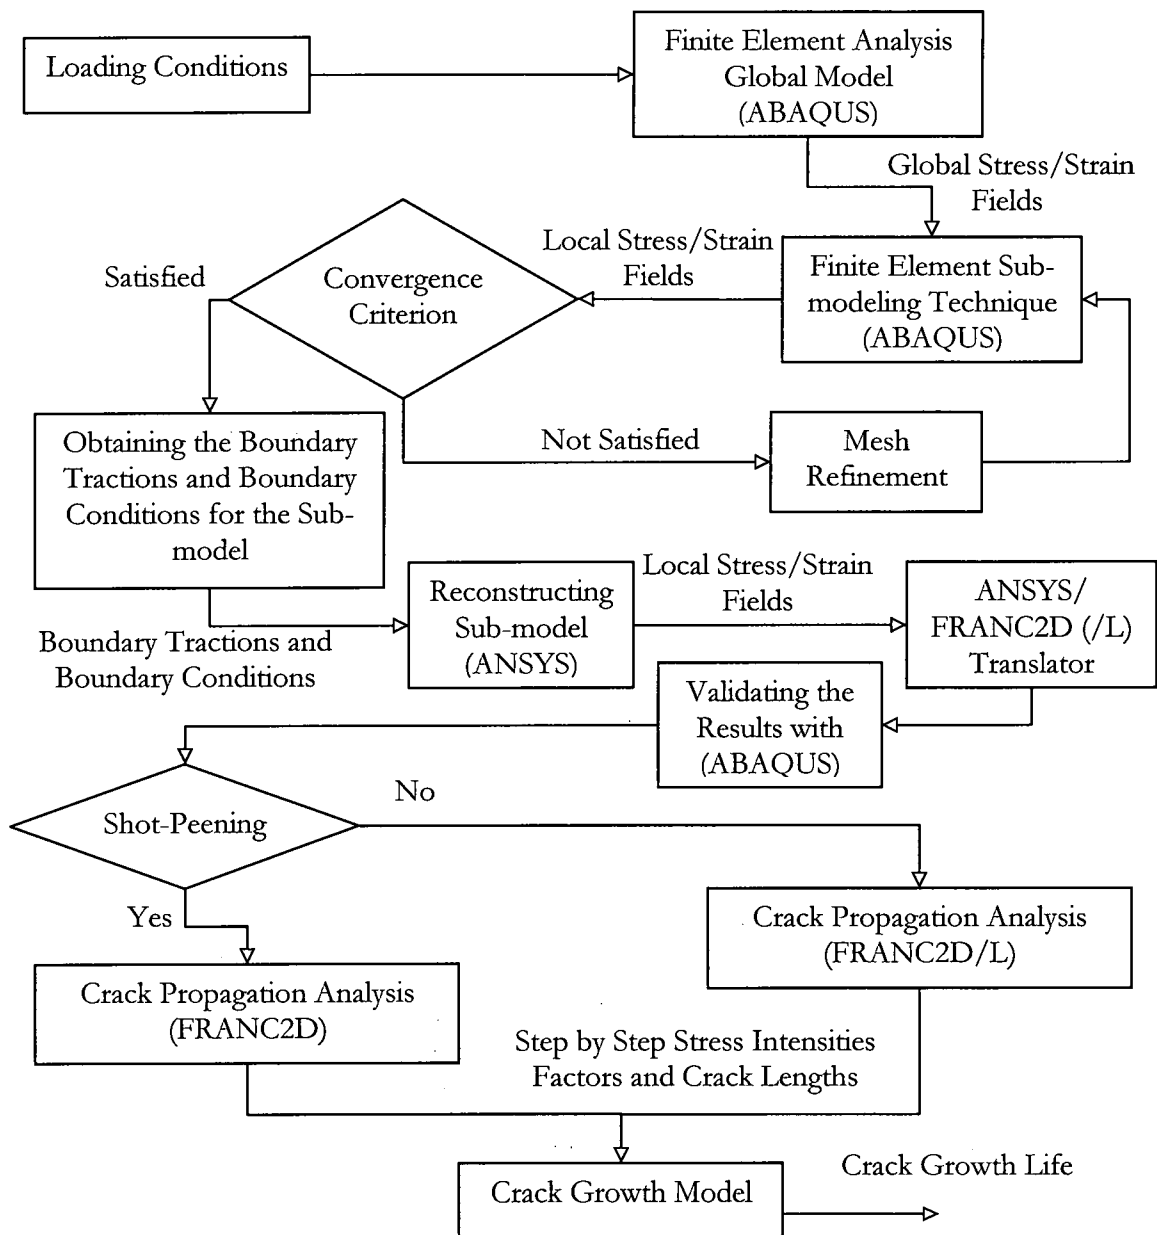 Loading Conditions
Finite Element Analysis
Global Model
(ABAQUS)
Global Stress/Strain
Fields
Local Stress/Strain
Fields
Satisfied
Convergence
Criterion
Finite Element Sub-
modeling Technique
(ABAQUS)
Not Satisfied
Mesh
Refinement
Obtaining the Boundary
Tractions and Boundary
Conditions for the Sub-
model
Boundary Tractions and
Boundary Conditions
Reconstructing
Sub-model
(ANSYS)
Local Stress/Strain
Fields
ANSYS/
FRANC2D (/L)
Translator
Validating the
Results with
(ABAQUS)
Shot-Peening
No
Yes
Crack Propagation Analysis
(FRANC2D/L)
Crack Propagation Analysis
(FRANC2D)
Step by Step Stress Intensities
Factors and Crack Lengths
Crack Growth Model
Crack Growth Life